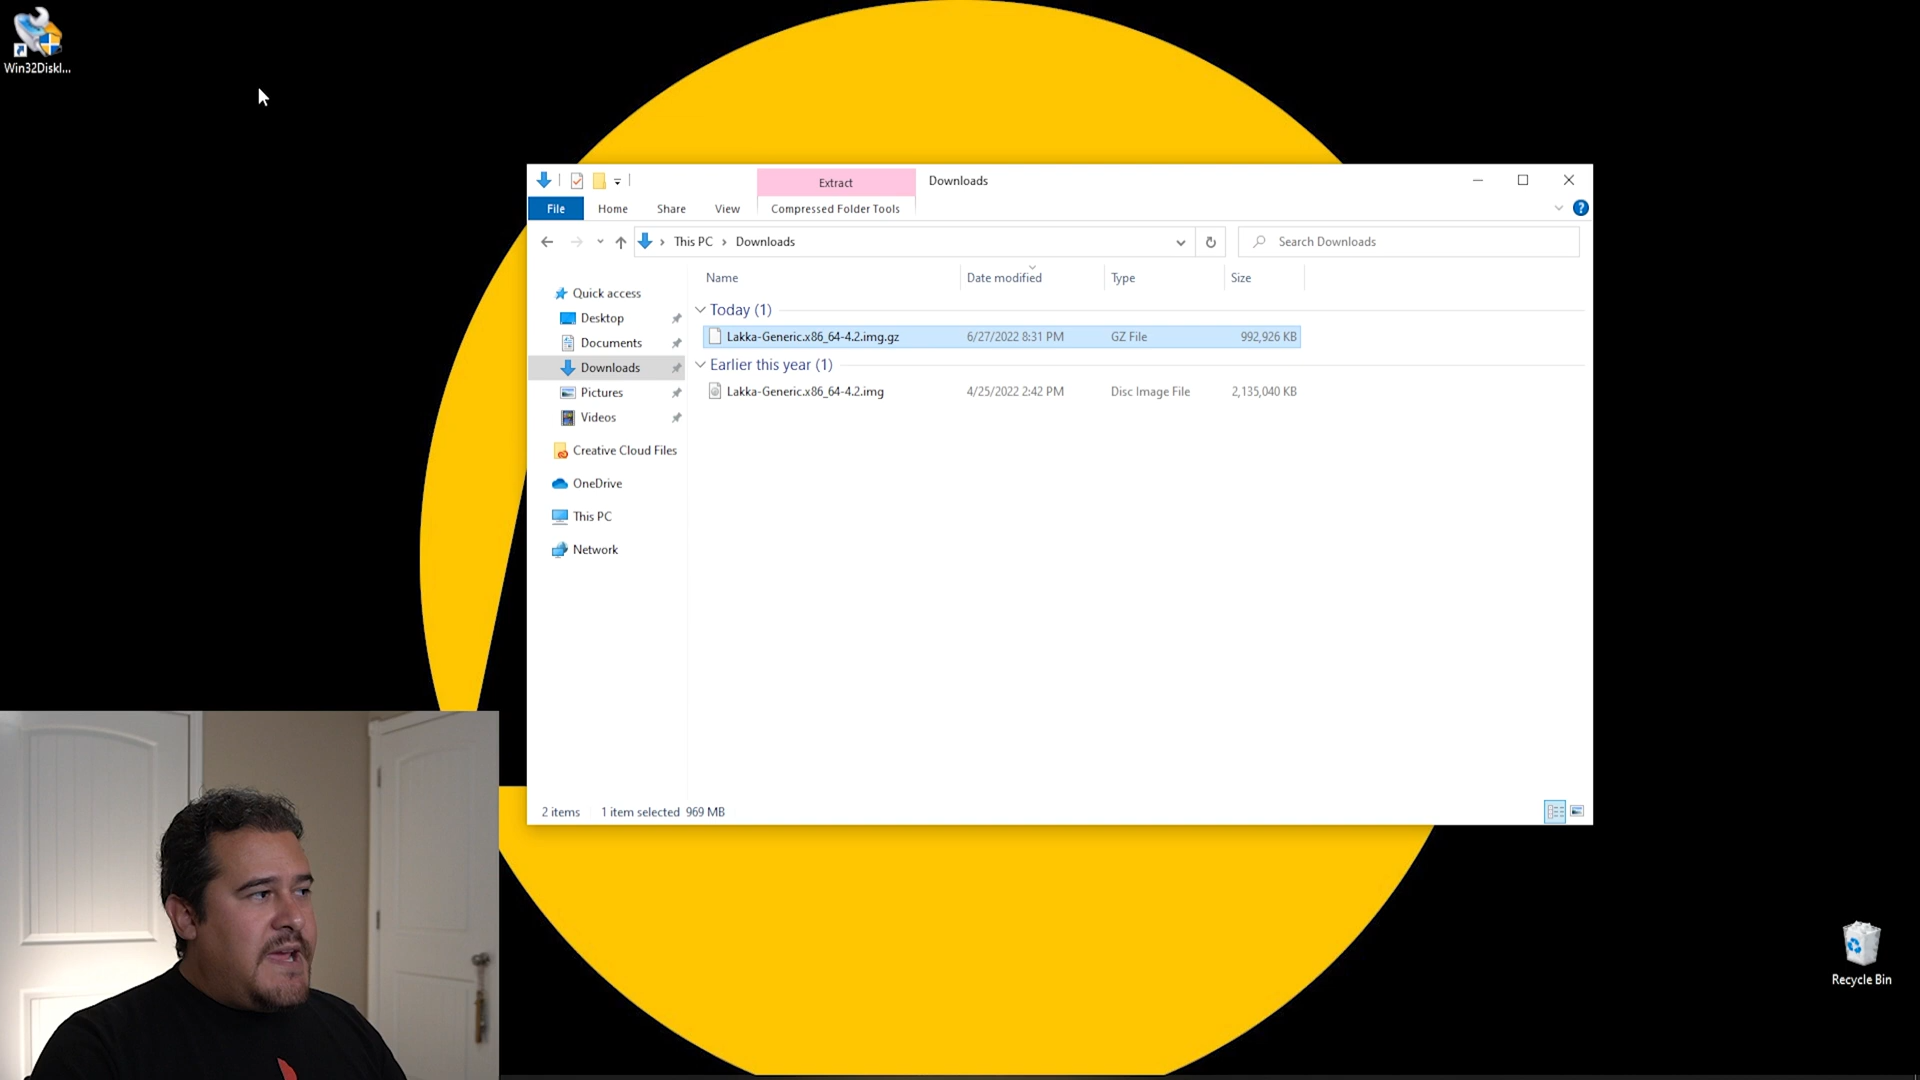 Win32DiskI...
Extract
Downloads
File
Home
Share
View
Compressed Folder Tools
This PC
Downloads
Search Downloads
Name
Date modified
Type
Size
Quick access
Desktop
Documents
Downloads
Pictures
Videos
Creative Cloud Files
OneDrive
This PC
Network
Today (1)
Lakka-Generic.x86_64-4.2.img.gz 6/27/2022 8:31 PM GZ File 992,926 KB
Earlier this year (1)
Lakka-Generic.x86_64-4.2.img 4/25/2022 2:42 PM Disc Image File 2,135,040 KB
2 items 1 item selected 969 MB
Recycle Bin